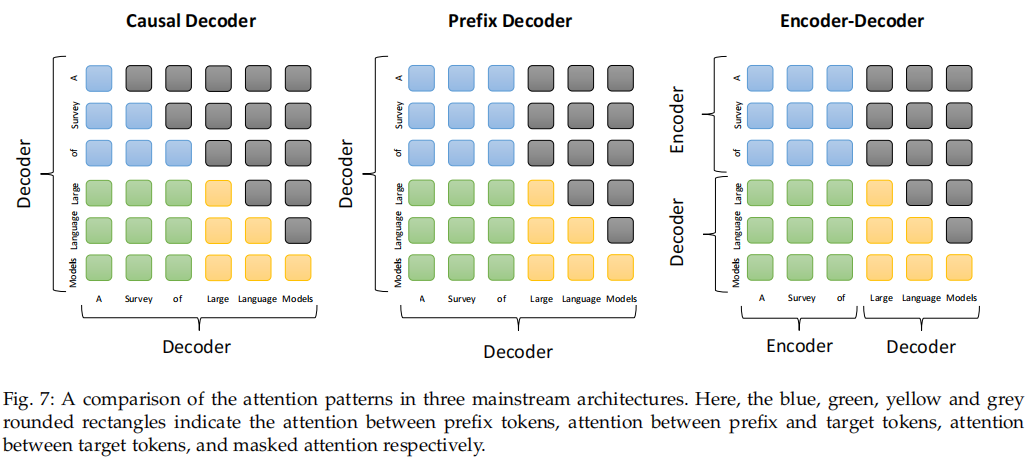 Causal Decoder
Prefix Decoder
Encoder-Decoder
Decoder
A
Survey
of
Large
Language
Models
A Survey of Large Language Models
Decoder
Decoder
A
Survey
of
Large
Language
Models
A Survey of Large Language Models
Decoder
Encoder
Decoder
A
Survey
of
Large
Language
Models
A Survey of Large Language Models
Encoder Decoder
Fig. 7: A comparison of the attention patterns in three mainstream architectures. Here, the blue, green, yellow and grey
rounded rectangles indicate the attention between prefix tokens, attention between prefix and target tokens, attention
between target tokens, and masked attention respectively.